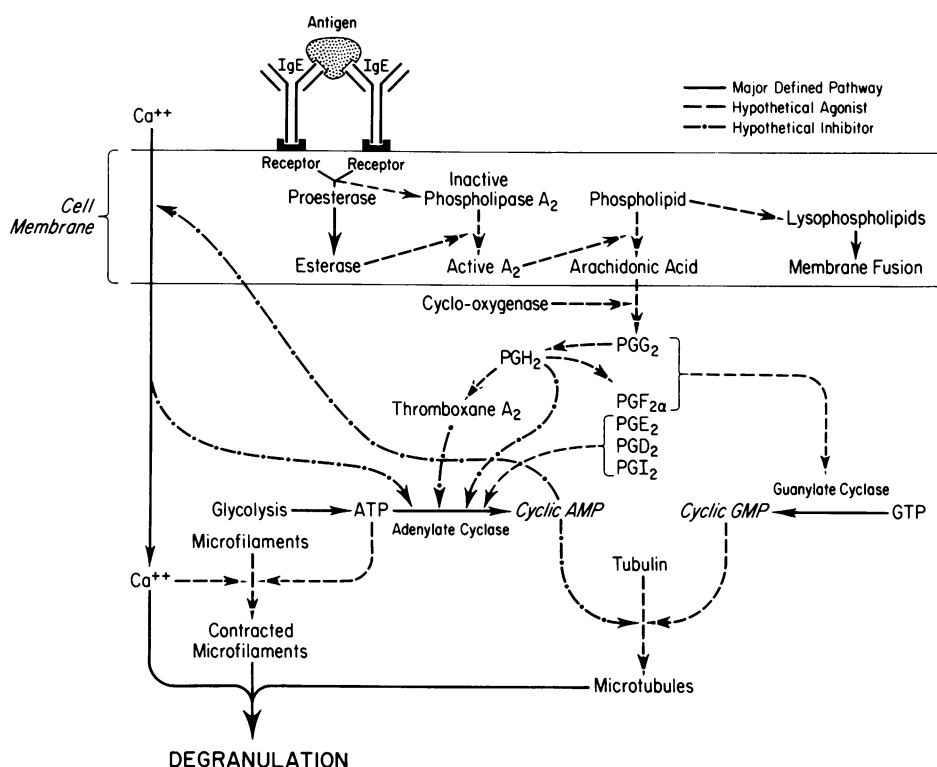 Antigen
IgE IgE
Major Defined Pathway
Hypothetical Agonist
Hypothetical Inhibitor
Ca++
Receptor Receptor
Cell
Membrane
Proesterase
Inactive
Phospholipase A2
Phospholipid
Lysophospholipids
Esterase
Active A2
Arachidonic Acid
Membrane Fusion
Cyclo-oxygenase
PGG2
PGH2
Thromboxane A2
PGF2α
PGE2
PGD2
PGI2
Guanylate Cyclase
Glycolysis
ATP
Adenylate Cyclase
Cyclic AMP
Cyclic GMP
GTP
Microfilaments
Tubulin
Ca++
Contracted
Microfilaments
Microtubules
DEGRANULATION